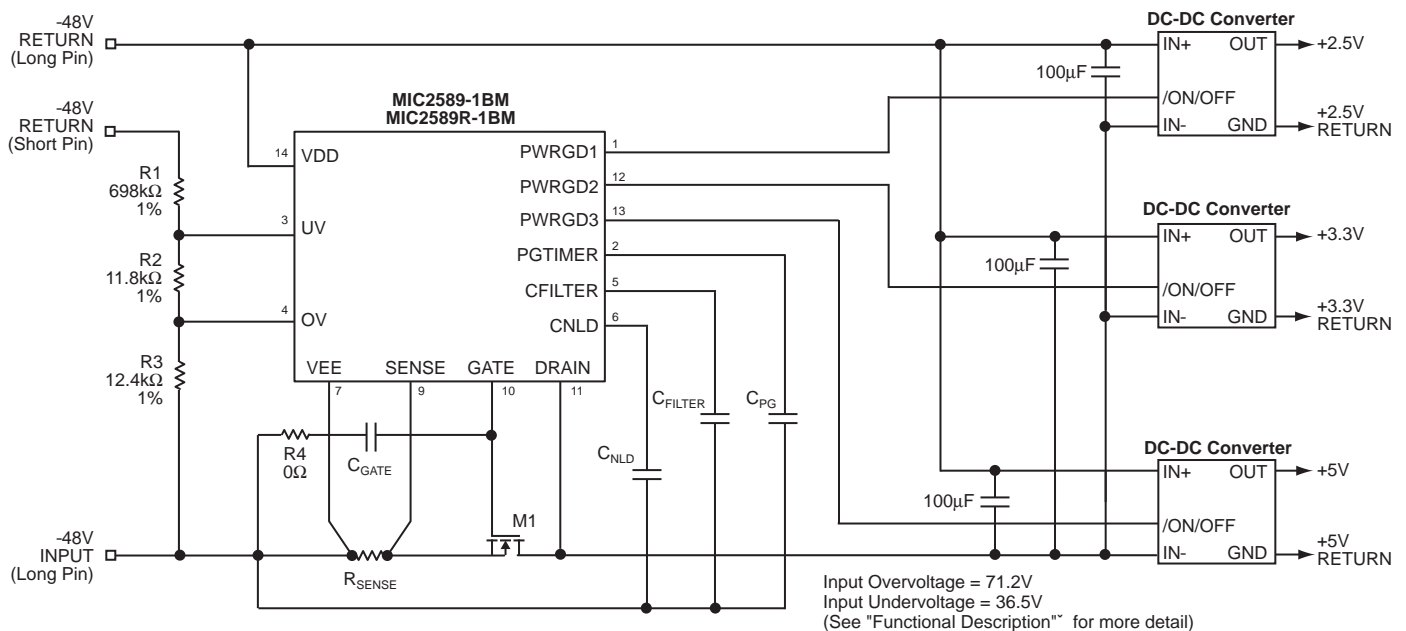 -48V
RETURN
(Long Pin)
-48V
RETURN
(Short Pin)
R1
698kΩ
1%
R2
11.8kΩ
1%
R3
12.4kΩ
1%
-48V
INPUT
(Long Pin)
MIC2589-1BM
MIC2589R-1BM
14 VDD
3 UV
4 OV
VEE
7
SENSE
9
GATE
10
DRAIN
11
PWRGD1 1
PWRGD2 12
PWRGD3 13
PGTIMER 2
CFILTER 5
CNLD 6
R4
0Ω
CGATE
RSENSE
M1
CNLD
CFILTER
CPG
DC-DC Converter
IN+ OUT
+2.5V
100µF
/ON/OFF
IN- GND
+2.5V
RETURN
DC-DC Converter
IN+ OUT
+3.3V
100µF
/ON/OFF
IN- GND
+3.3V
RETURN
DC-DC Converter
IN+ OUT
+5V
100µF
/ON/OFF
IN- GND
+5V
RETURN
Input Overvoltage = 71.2V
Input Undervoltage = 36.5V
(See "Functional Description"˘ for more detail)